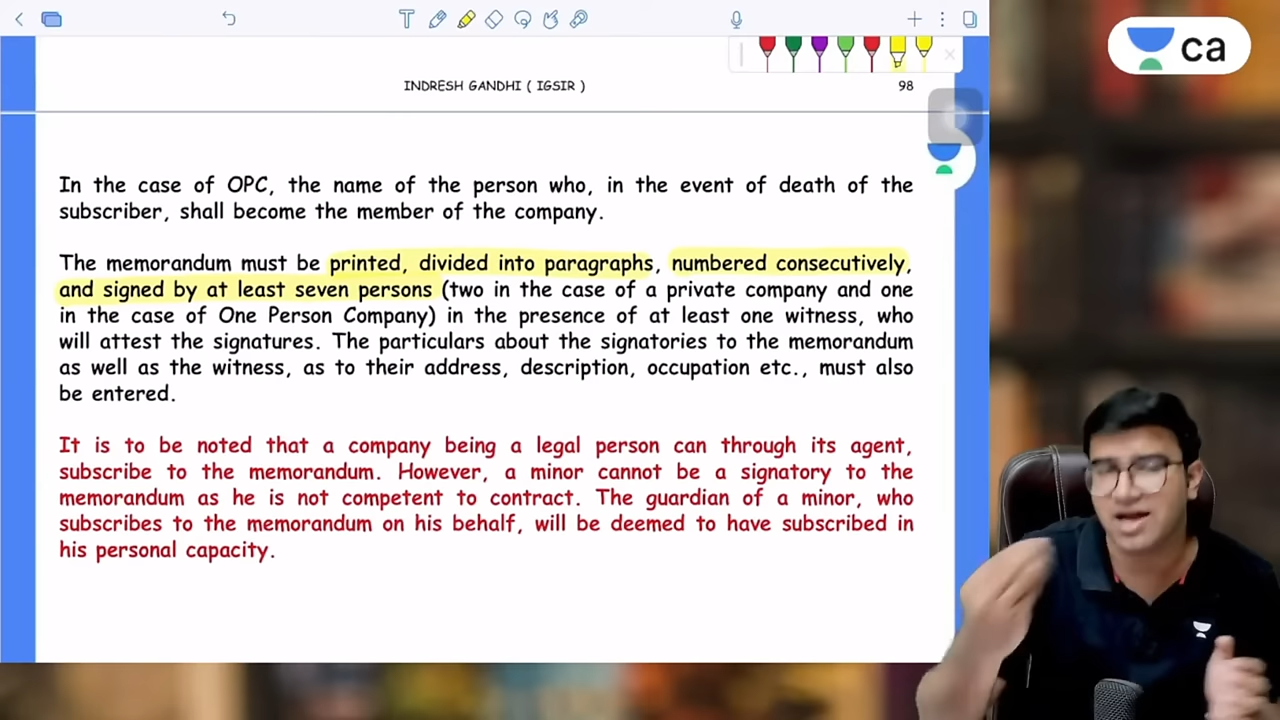 ca
INDRESH GANDHI ( IGSIR ) 98
In the case of OPC, the name of the person who, in the event of death of the
subscriber, shall become the member of the company.
The memorandum must be printed, divided into paragraphs, numbered consecutively,
and signed by at least seven persons (two in the case of a private company and one
in the case of One Person Company) in the presence of at least one witness, who
will attest the signatures. The particulars about the signatories to the memorandum
as well as the witness, as to their address, description, occupation etc., must also
be entered.
It is to be noted that a company being a legal person can through its agent,
subscribe to the memorandum. However, a minor cannot be a signatory to the
memorandum as he is not competent to contract. The guardian of a minor, who
subscribes to the memorandum on his behalf, will be deemed to have subscribed in
his personal capacity.